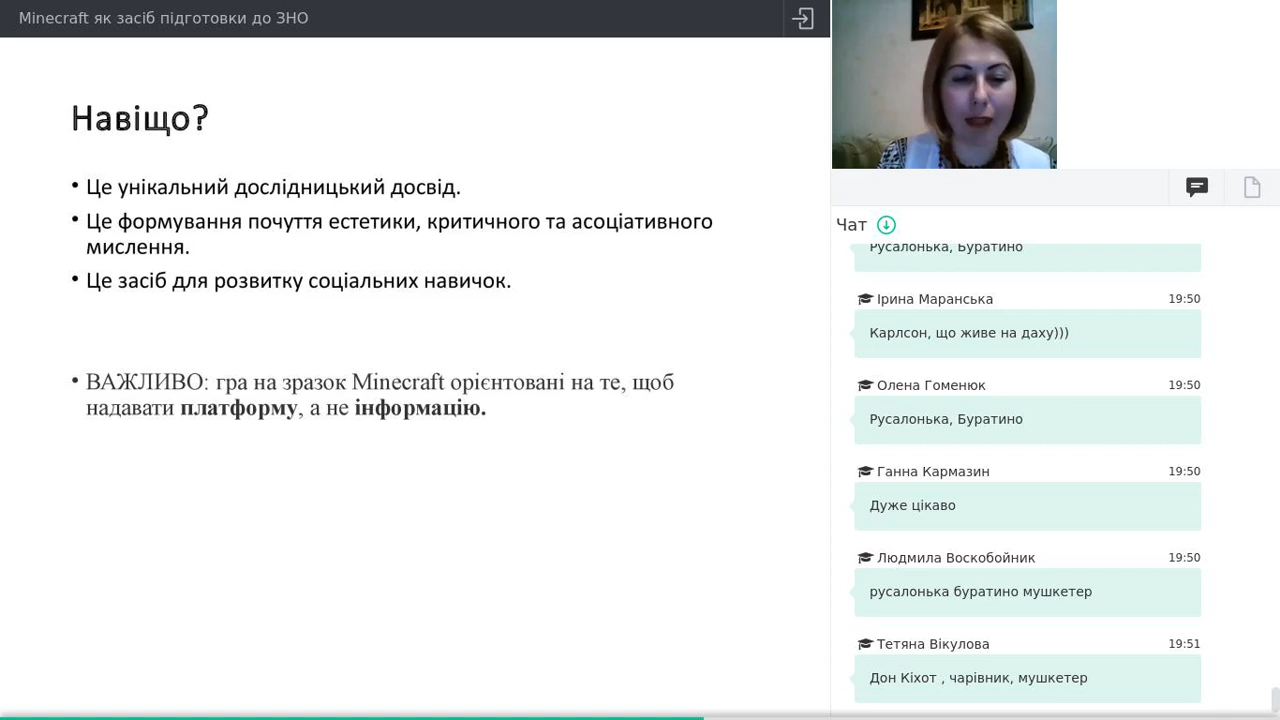 Minecraft як засіб підготовки до ЗНО
Навіщо?
• Це унікальний дослідницький досвід.
• Це формування почуття естетики, критичного та асоціативного
мислення.
• Це засіб для розвитку соціальних навичок.
• ВАЖЛИВО: гра на зразок Minecraft орієнтовані на те, щоб
надавати платформу, а не інформацію.
Чат
Русалонька, Буратино
Ірина Маранська 19:50
Карлсон, що живе на даху)))
Олена Гоменюк 19:50
Русалонька, Буратино
Ганна Кармазин 19:50
Дуже цікаво
Людмила Воскобойник 19:50
русалонька буратино мушкетер
Тетяна Вікулова 19:51
Дон Кіхот , чарівник, мушкетер